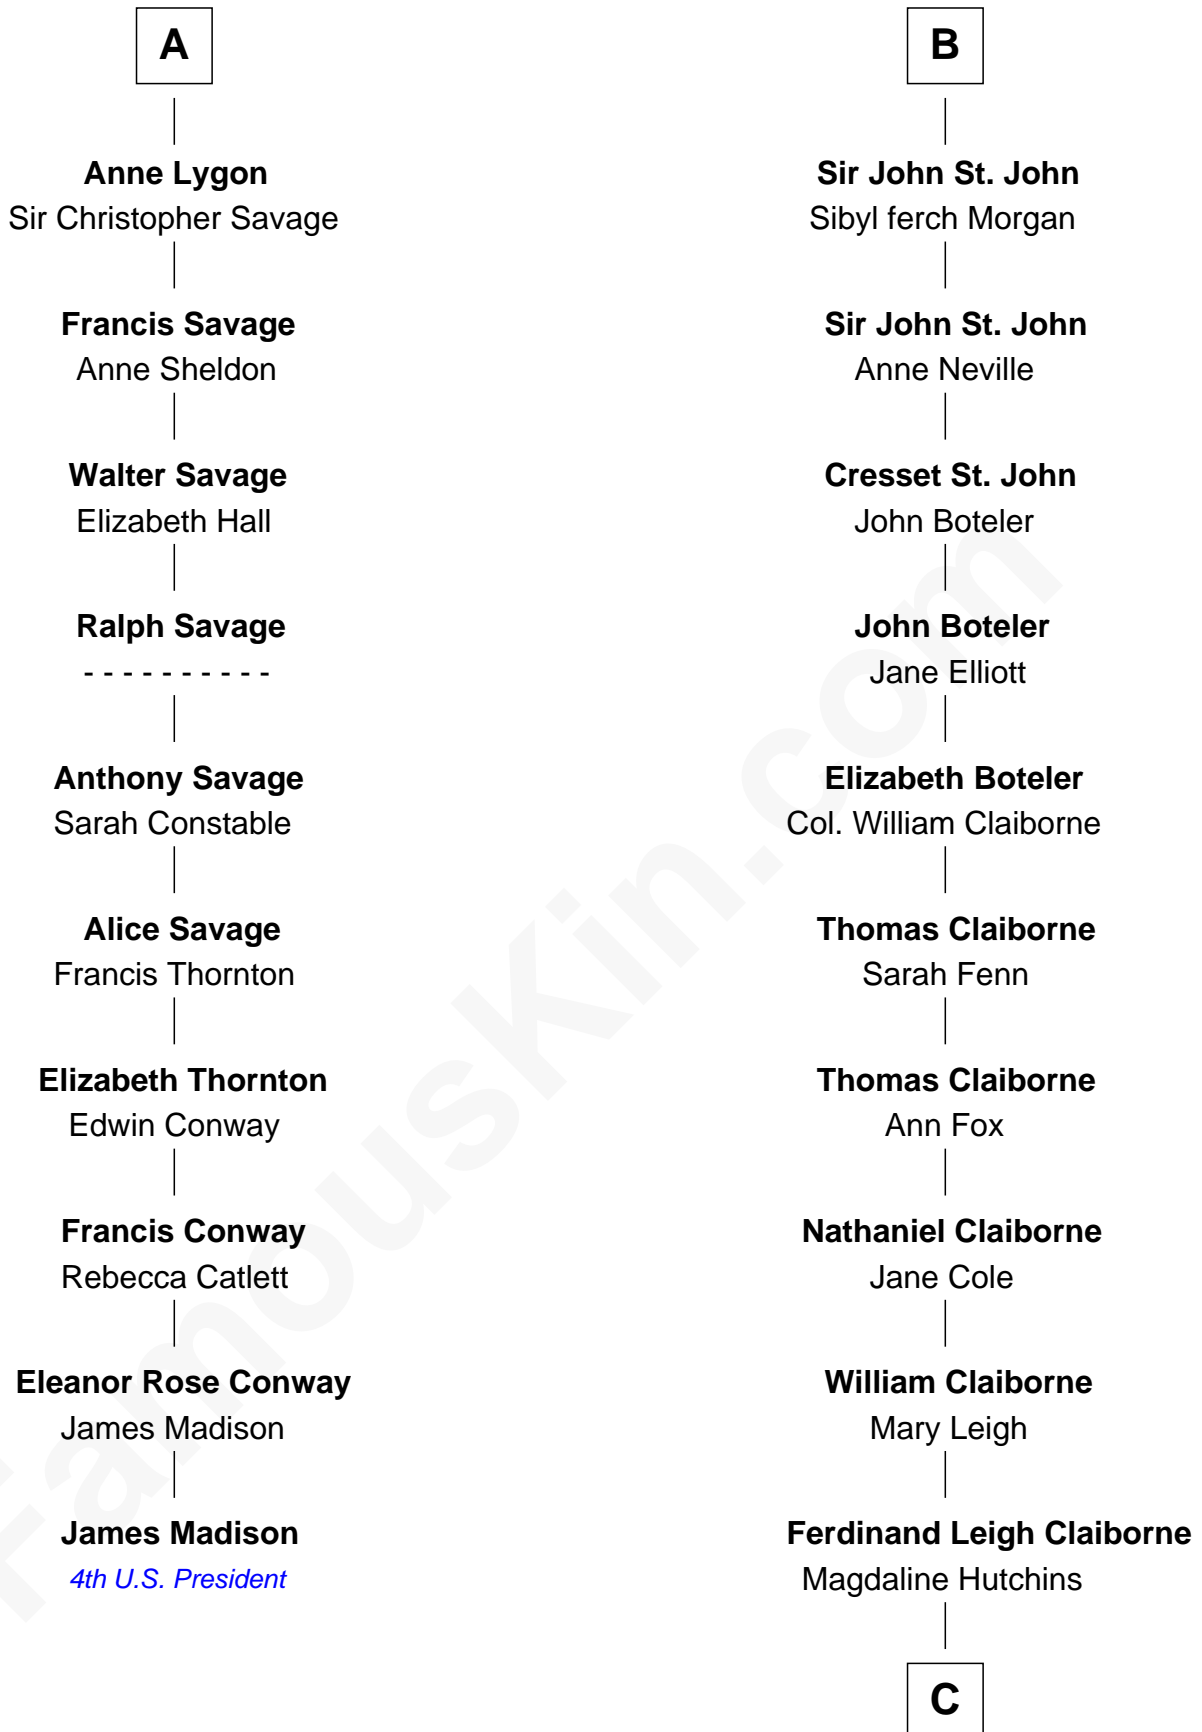 A
Anne Lygon
Sir Christopher Savage
Francis Savage
Anne Sheldon
Walter Savage
Elizabeth Hall
Ralph Savage
- - - - - - - - - -
Anthony Savage
Sarah Constable
Alice Savage
Francis Thornton
Elizabeth Thornton
Edwin Conway
Francis Conway
Rebecca Catlett
Eleanor Rose Conway
James Madison
James Madison
4th U.S. President
B
Sir John St. John
Sibyl ferch Morgan
Sir John St. John
Anne Neville
Cresset St. John
John Boteler
John Boteler
Jane Elliott
Elizabeth Boteler
Col. William Claiborne
Thomas Claiborne
Sarah Fenn
Thomas Claiborne
Ann Fox
Nathaniel Claiborne
Jane Cole
William Claiborne
Mary Leigh
Ferdinand Leigh Claiborne
Magdaline Hutchins
C
FamousKin.com